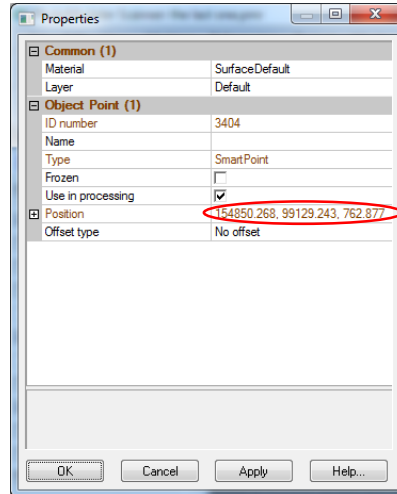 Properties
Common (1)
Material SurfaceDefault
Layer Default
Object Point (1)
ID number 3404
Name
Type SmartPoint
Frozen
Use in processing
Position 154850.268, 99129.243, 762.877
Offset type No offset
OK Cancel Apply Help...